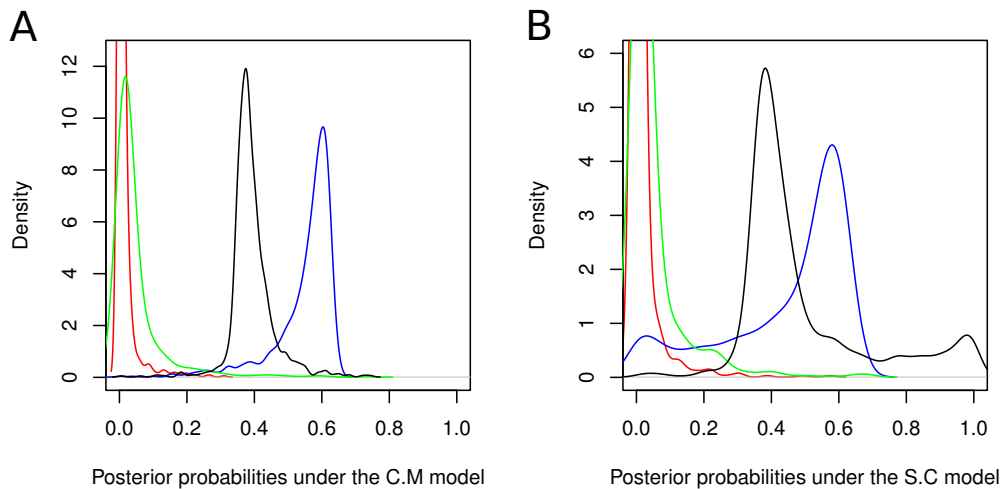 A
Density
0
2
4
6
8
10
12
0.0 0.2 0.4 0.6 0.8 1.0
Posterior probabilities under the C.M model
B
Density
0
1
2
3
4
5
6
0.0 0.2 0.4 0.6 0.8 1.0
Posterior probabilities under the S.C model